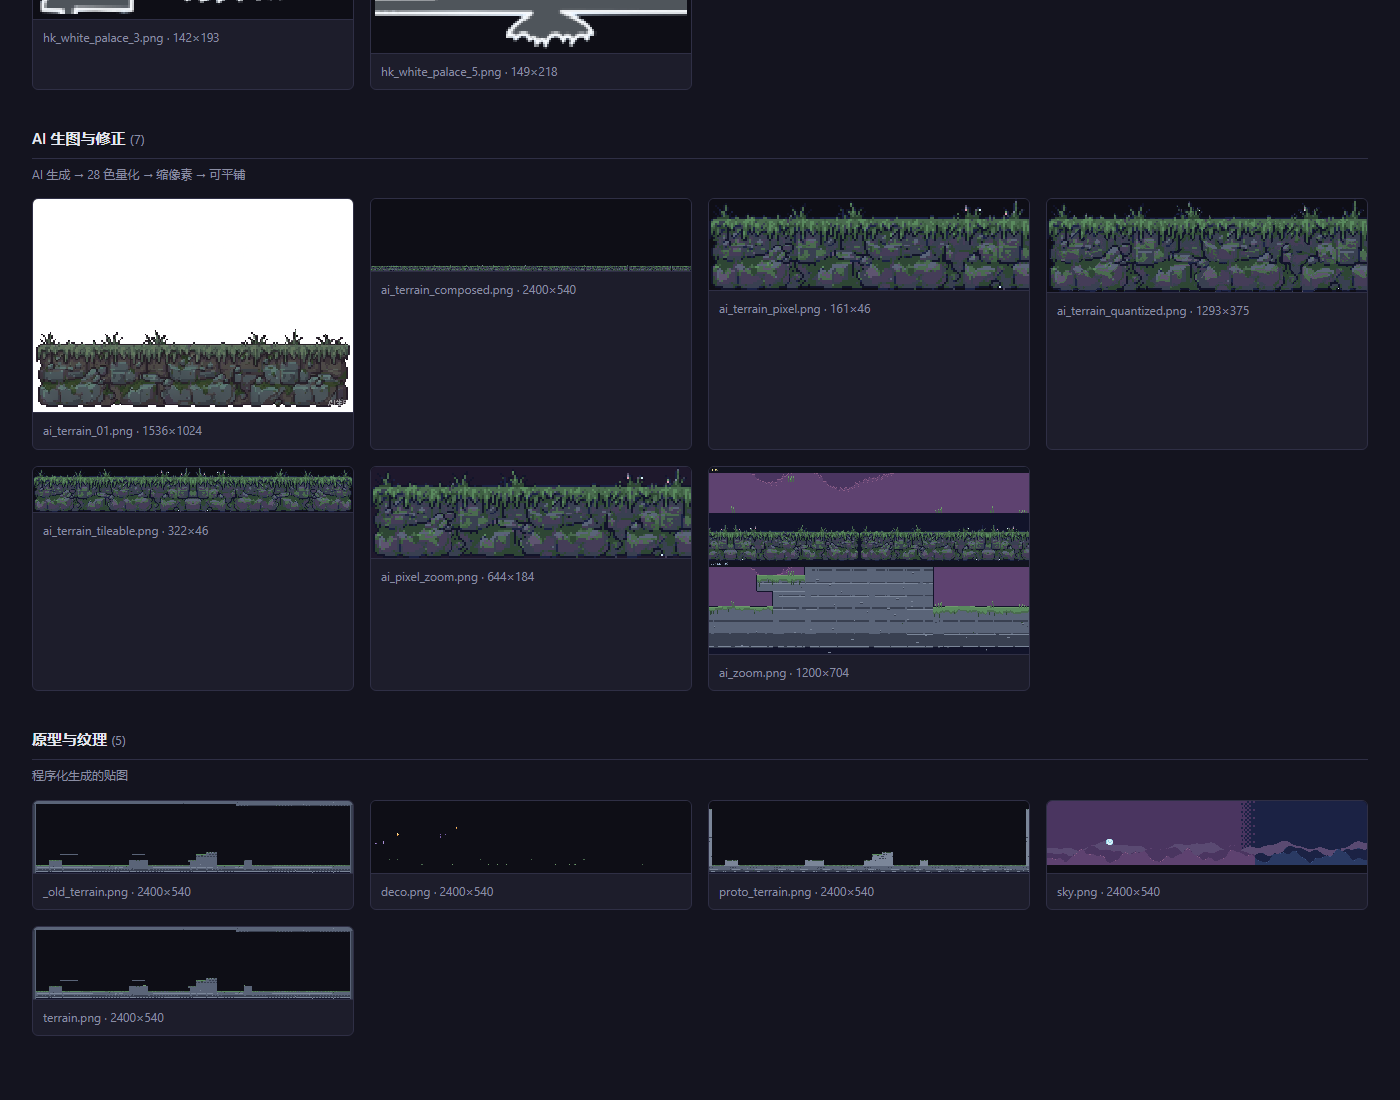 hk_white_palace_3.png · 142×193
hk_white_palace_5.png · 149×218
AI 生图与修正 (7)
AI 生成 → 28 色量化 → 缩像素 → 可平铺
ai_terrain_01.png · 1536×1024
ai_terrain_composed.png · 2400×540
ai_terrain_pixel.png · 161×46
ai_terrain_quantized.png · 1293×375
ai_terrain_tileable.png · 322×46
ai_pixel_zoom.png · 644×184
ai_zoom.png · 1200×704
原型与纹理 (5)
程序化生成的贴图
_old_terrain.png · 2400×540
deco.png · 2400×540
proto_terrain.png · 2400×540
sky.png · 2400×540
terrain.png · 2400×540